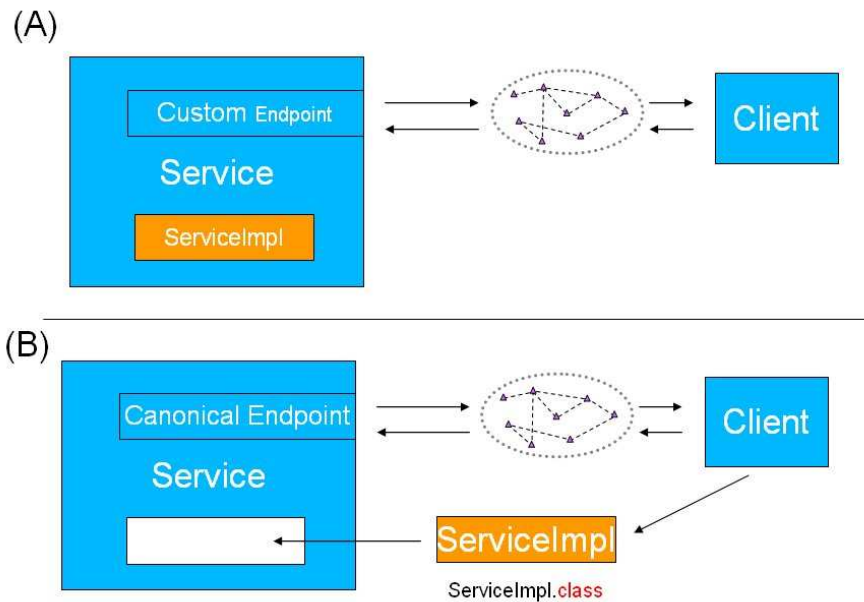 (A)
Custom Endpoint
Service
ServiceImpl
Client
(B)
Canonical Endpoint
Service
Client
ServiceImpl
ServiceImpl.class